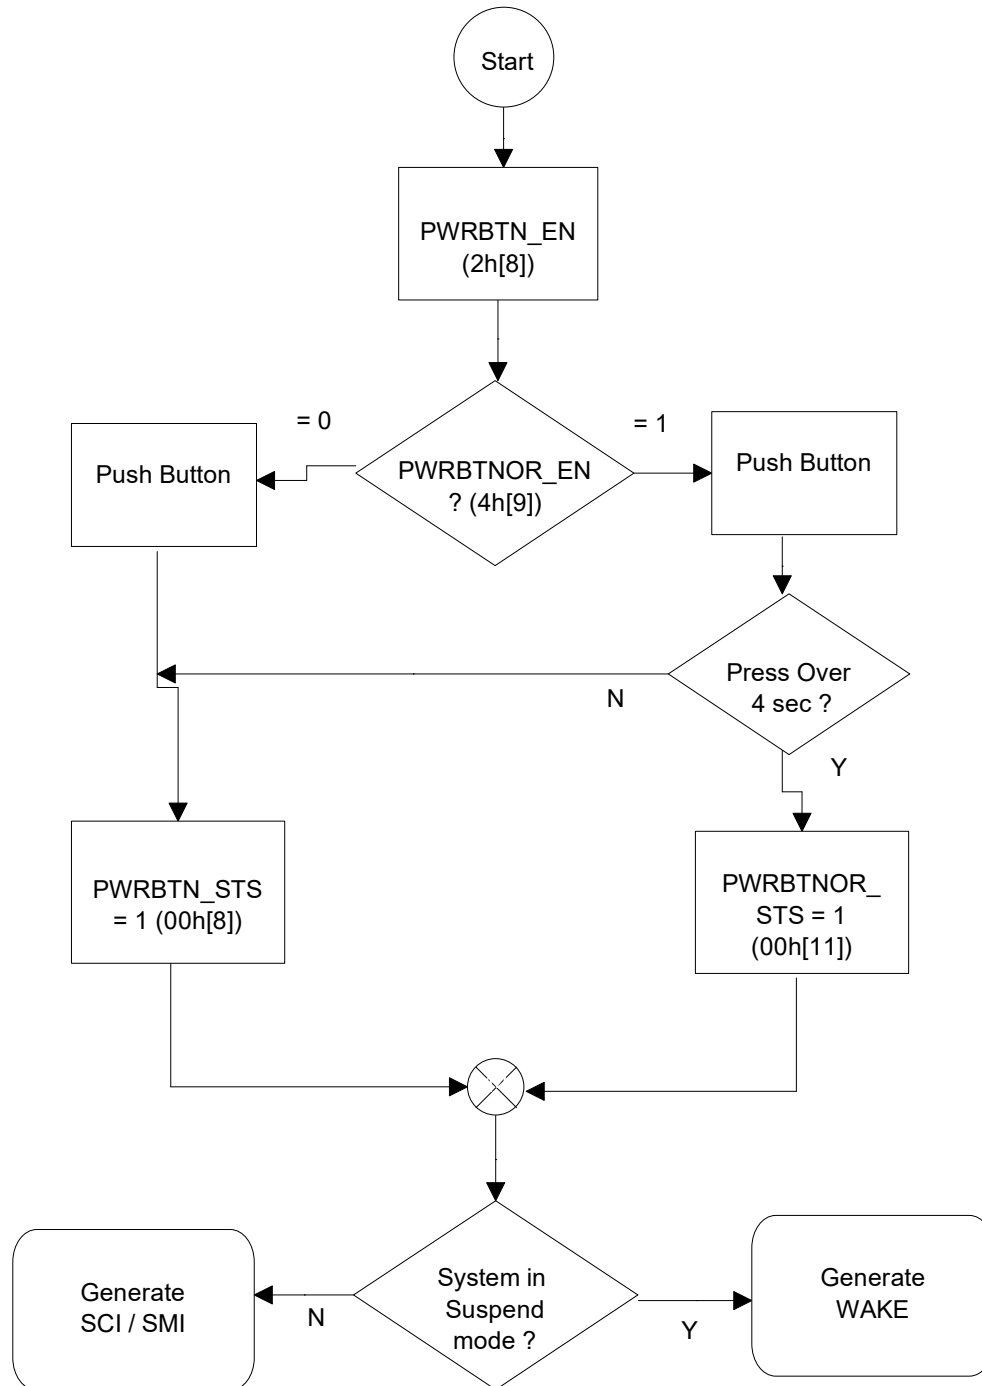 Start
PWRBTN_EN
(2h[8])
= 0
= 1
Push Button
PWRBTNOR_EN
? (4h[9])
Push Button
Press Over
4 sec ?
N
Y
PWRBTN_STS
= 1 (00h[8])
PWRBTNOR_
STS = 1
(00h[11])
Generate
SCI / SMI
N
System in
Suspend
mode ?
Y
Generate
WAKE